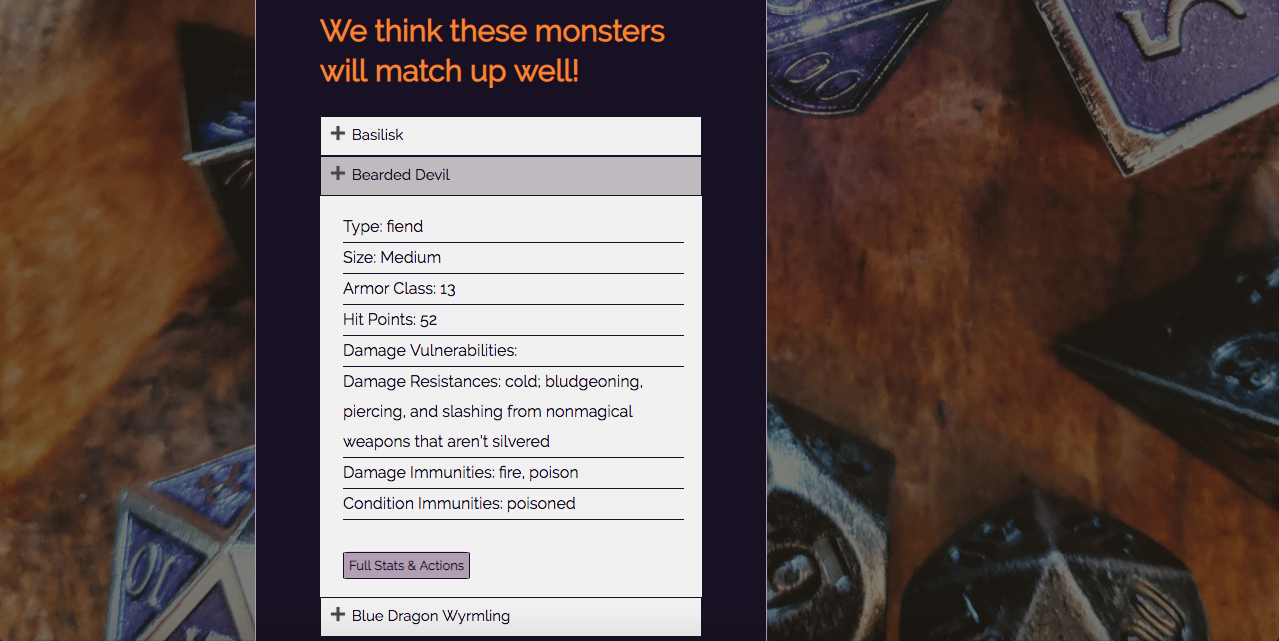 We think these monsters
will match up well!
Basilisk
Bearded Devil
Type: fiend
Size: Medium
Armor Class: 13
Hit Points: 52
Damage Vulnerabilities:
Damage Resistances: cold; bludgeoning,
piercing, and slashing from nonmagical
weapons that aren't silvered
Damage Immunities: fire, poison
Condition Immunities: poisoned
Full Stats & Actions
Blue Dragon Wyrmling